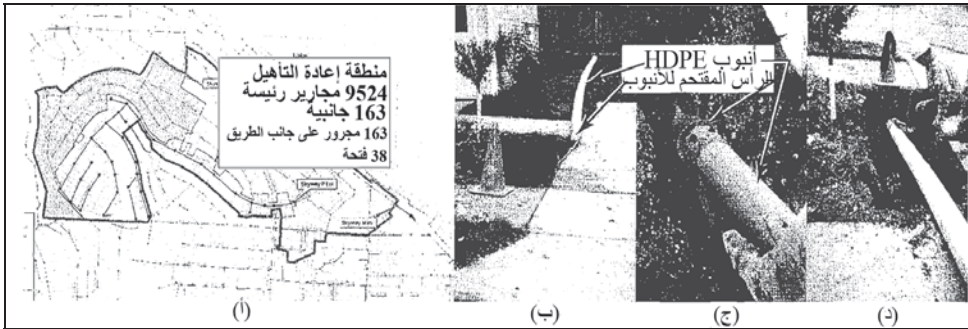 منطقة إعادة التأهيل
9524 مجارير رئيسة
163 جانبية
163 مجرور على جانب الطريق
38 فتحة
أنبوب HDPE
الرأس المقتحم للأنبوب
(أ)
(ب)
(ج)
(د)